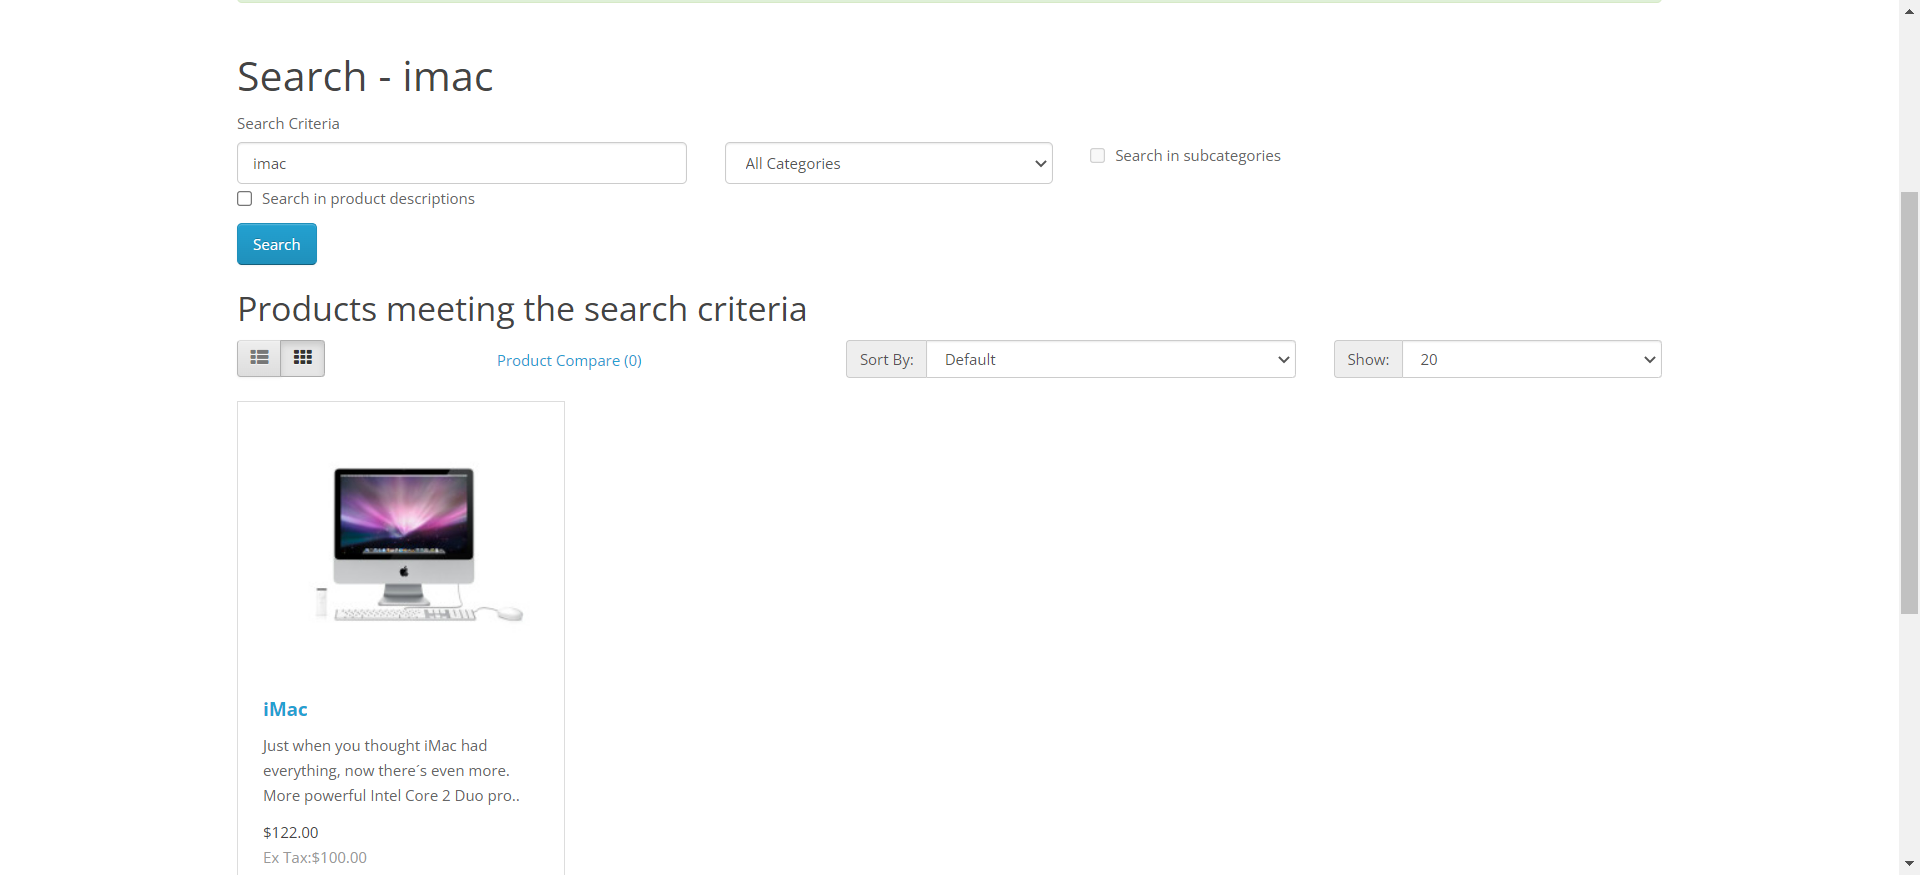 Search - imac
Search Criteria
imac
All Categories
Search in subcategories
Search in product descriptions
Search
Products meeting the search criteria
Product Compare (0)
Sort By:
Default
Show:
20
iMac
Just when you thought iMac had
everything, now there´s even more.
More powerful Intel Core 2 Duo pro..
$122.00
Ex Tax:$100.00